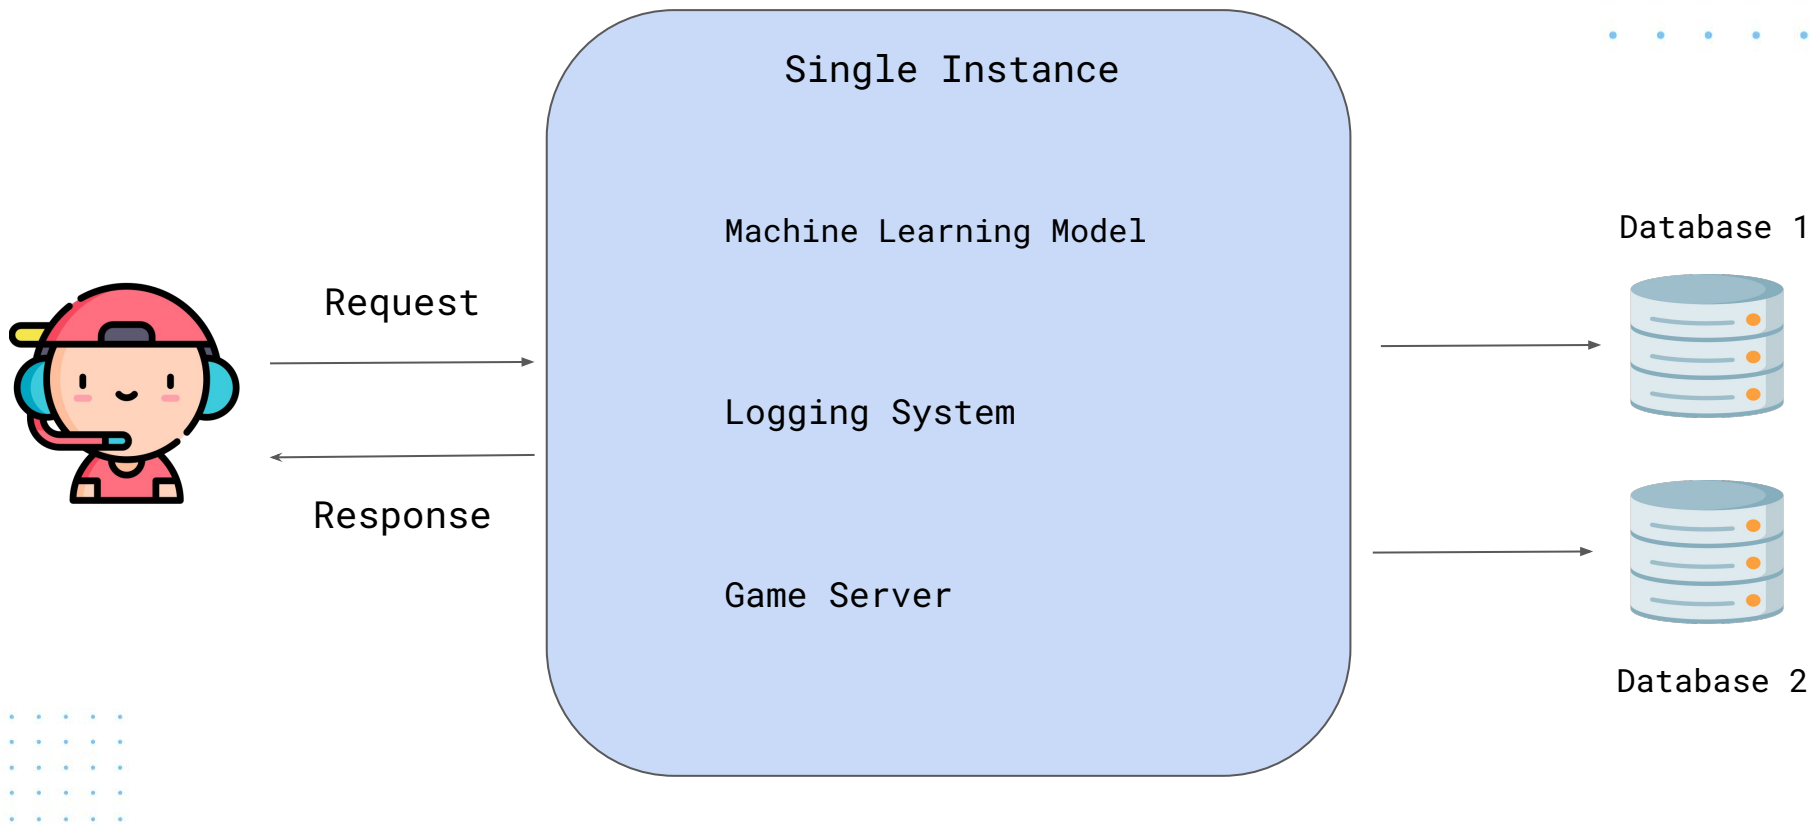 Single Instance
Machine Learning Model
Database 1
Request
Logging System
Response
Game Server
Database 2